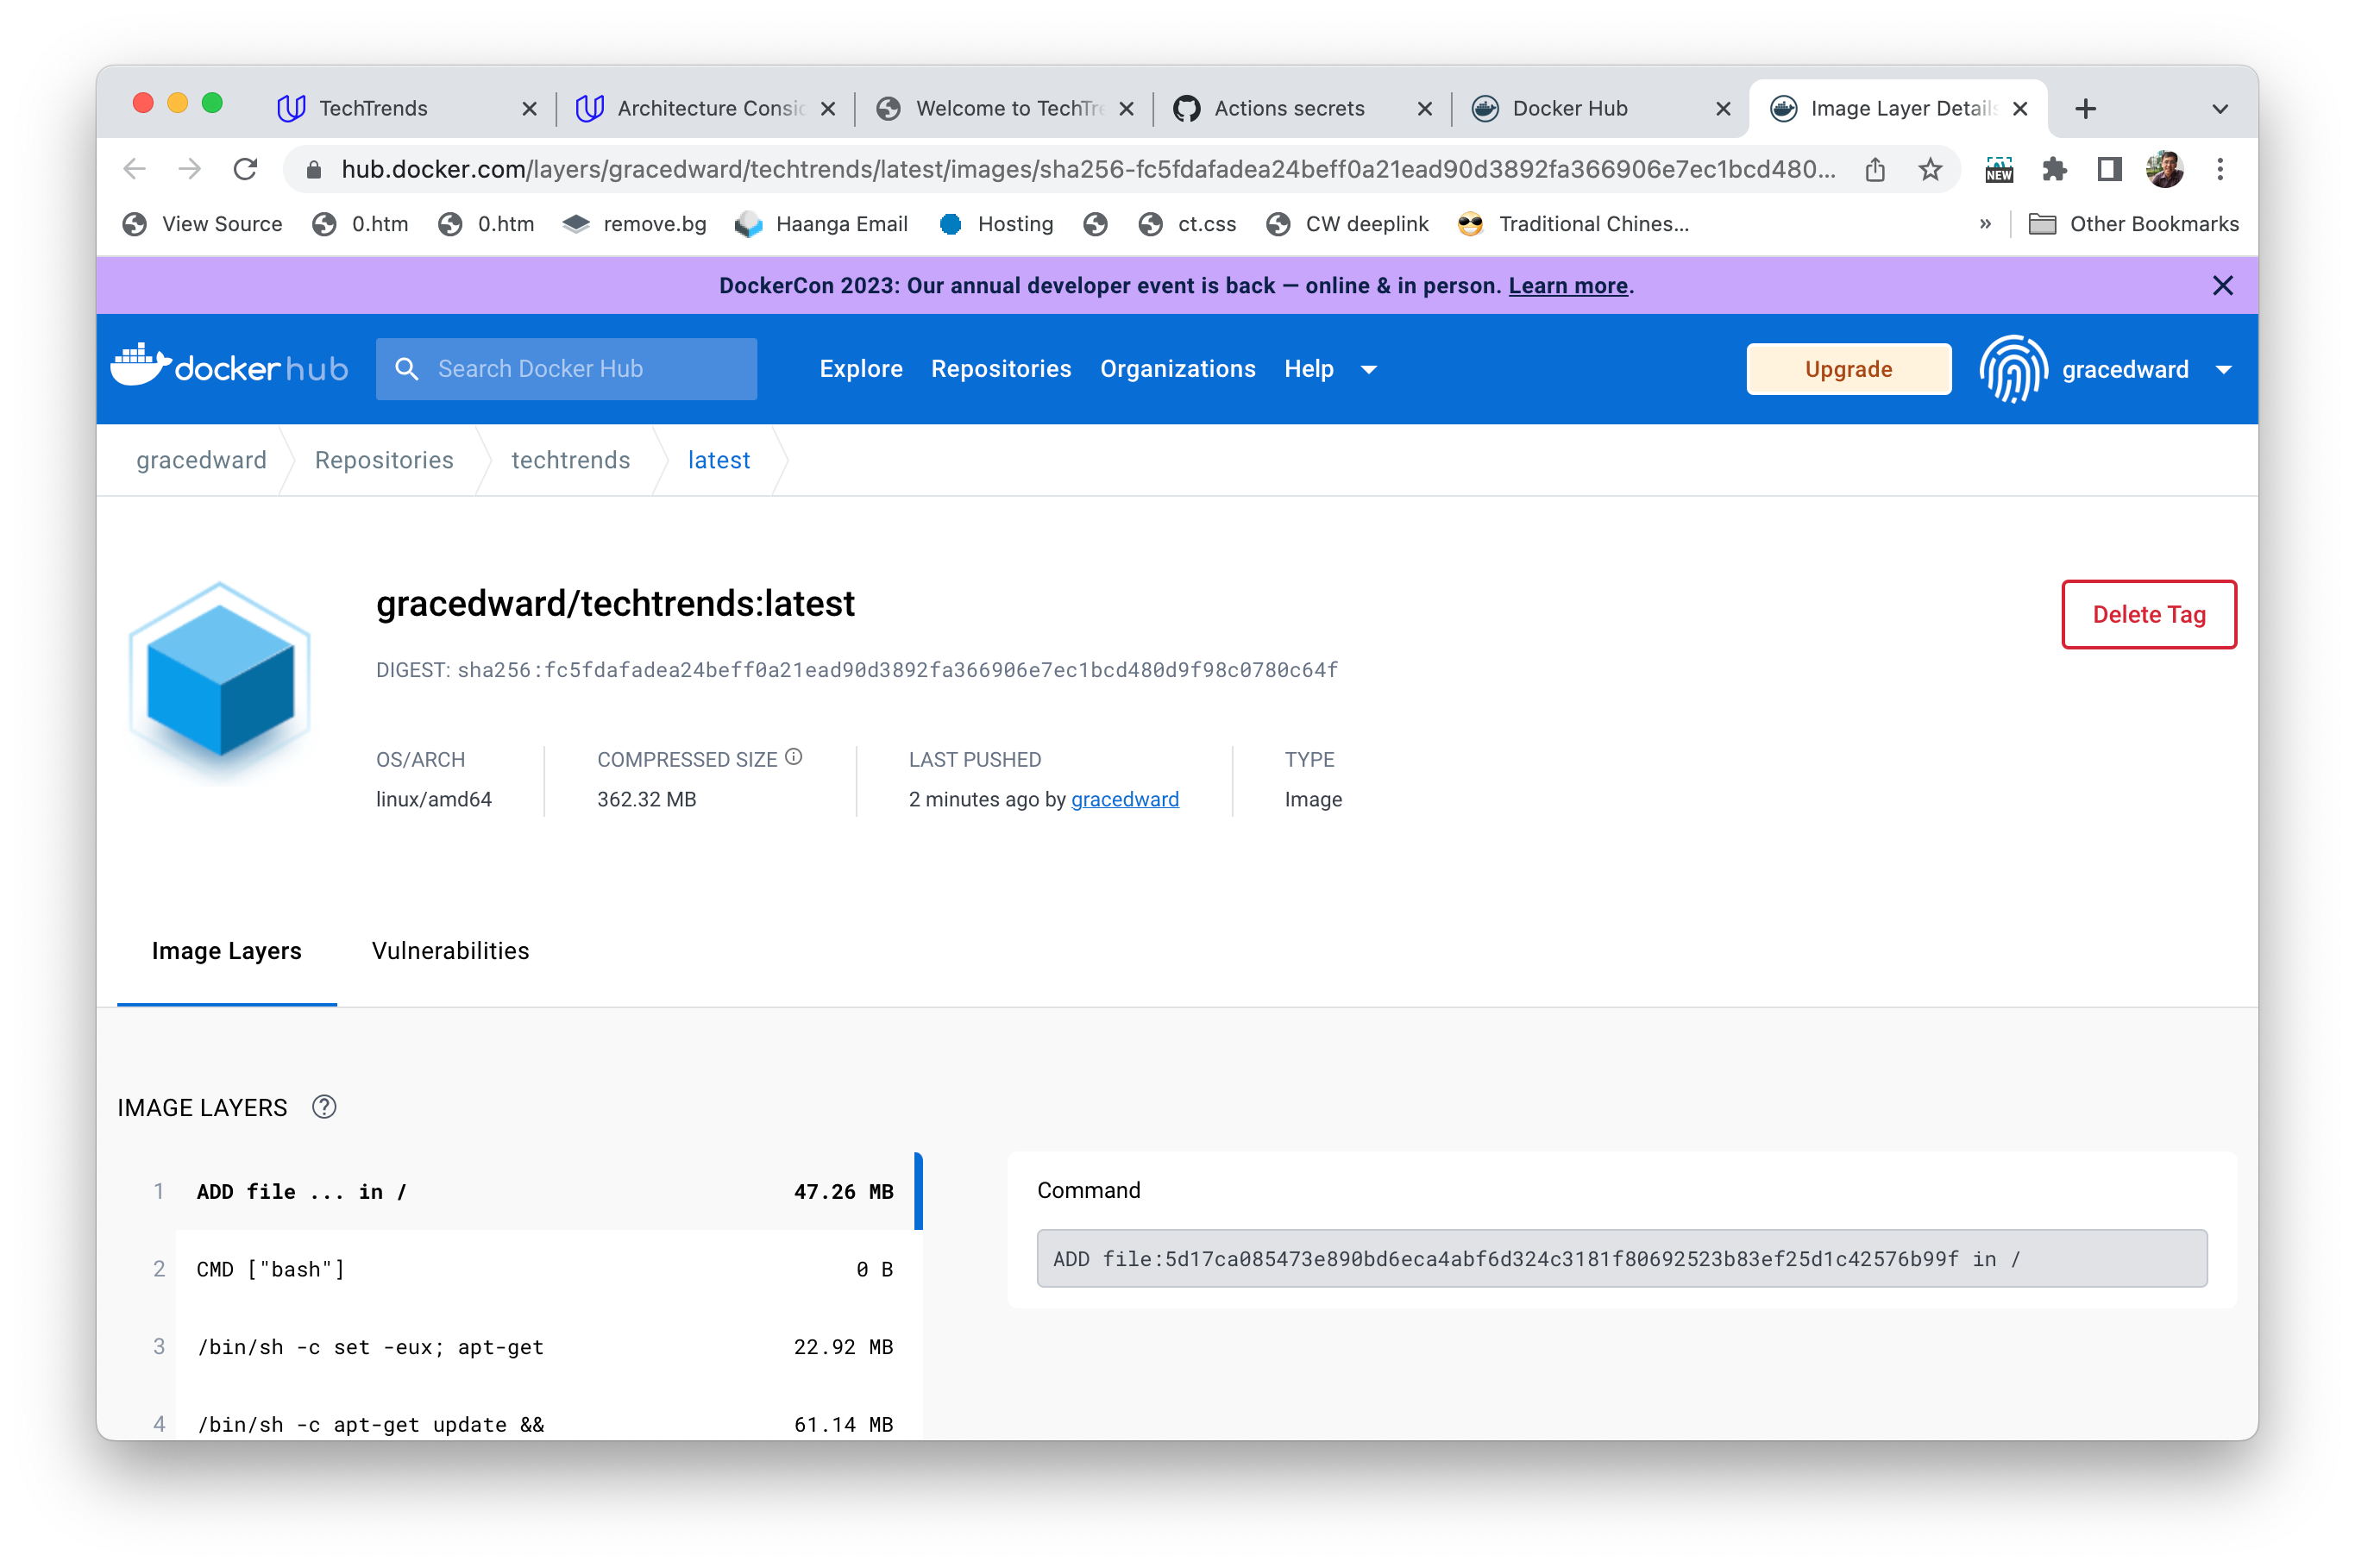 TechTrends
Architecture Consi
Welcome to TechTre
Actions secrets
Docker Hub
Image Layer Details
hub.docker.com/layers/gracedward/techtrends/latest/images/sha256-fc5fdafadea24beff0a21ead90d3892fa366906e7ec1bcd480...
NEW
View Source
0.htm
0.htm
remove.bg
Haanga Email
Hosting
ct.css
CW deeplink
Traditional Chines...
»
Other Bookmarks
DockerCon 2023: Our annual developer event is back — online & in person. Learn more.
docker hub
Search Docker Hub
Explore
Repositories
Organizations
Help
Upgrade
gracedward
gracedward
Repositories
techtrends
latest
gracedward/techtrends:latest
Delete Tag
DIGEST: sha256:fc5fdafadea24beff0a21ead90d3892fa366906e7ec1bcd480d9f98c0780c64f
OS/ARCH
linux/amd64
COMPRESSED SIZE
362.32 MB
LAST PUSHED
2 minutes ago by gracedward
TYPE
Image
Image Layers
Vulnerabilities
IMAGE LAYERS
1 ADD file ... in / 47.26 MB
2 CMD ["bash"] 0 B
3 /bin/sh -c set -eux; apt-get 22.92 MB
4 /bin/sh -c apt-get update && 61.14 MB
Command
ADD file:5d17ca085473e890bd6eca4abf6d324c3181f80692523b83ef25d1c42576b99f in /